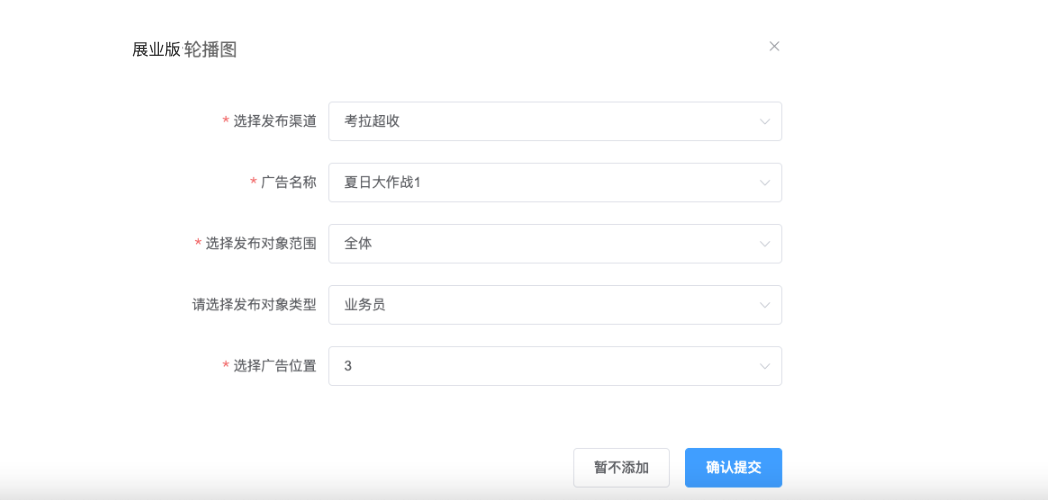 展业版 轮播图
* 选择发布渠道 考拉超收
* 广告名称 夏日大作战1
* 选择发布对象范围 全体
请选择发布对象类型 业务员
* 选择广告位置 3
暂不添加 确认提交